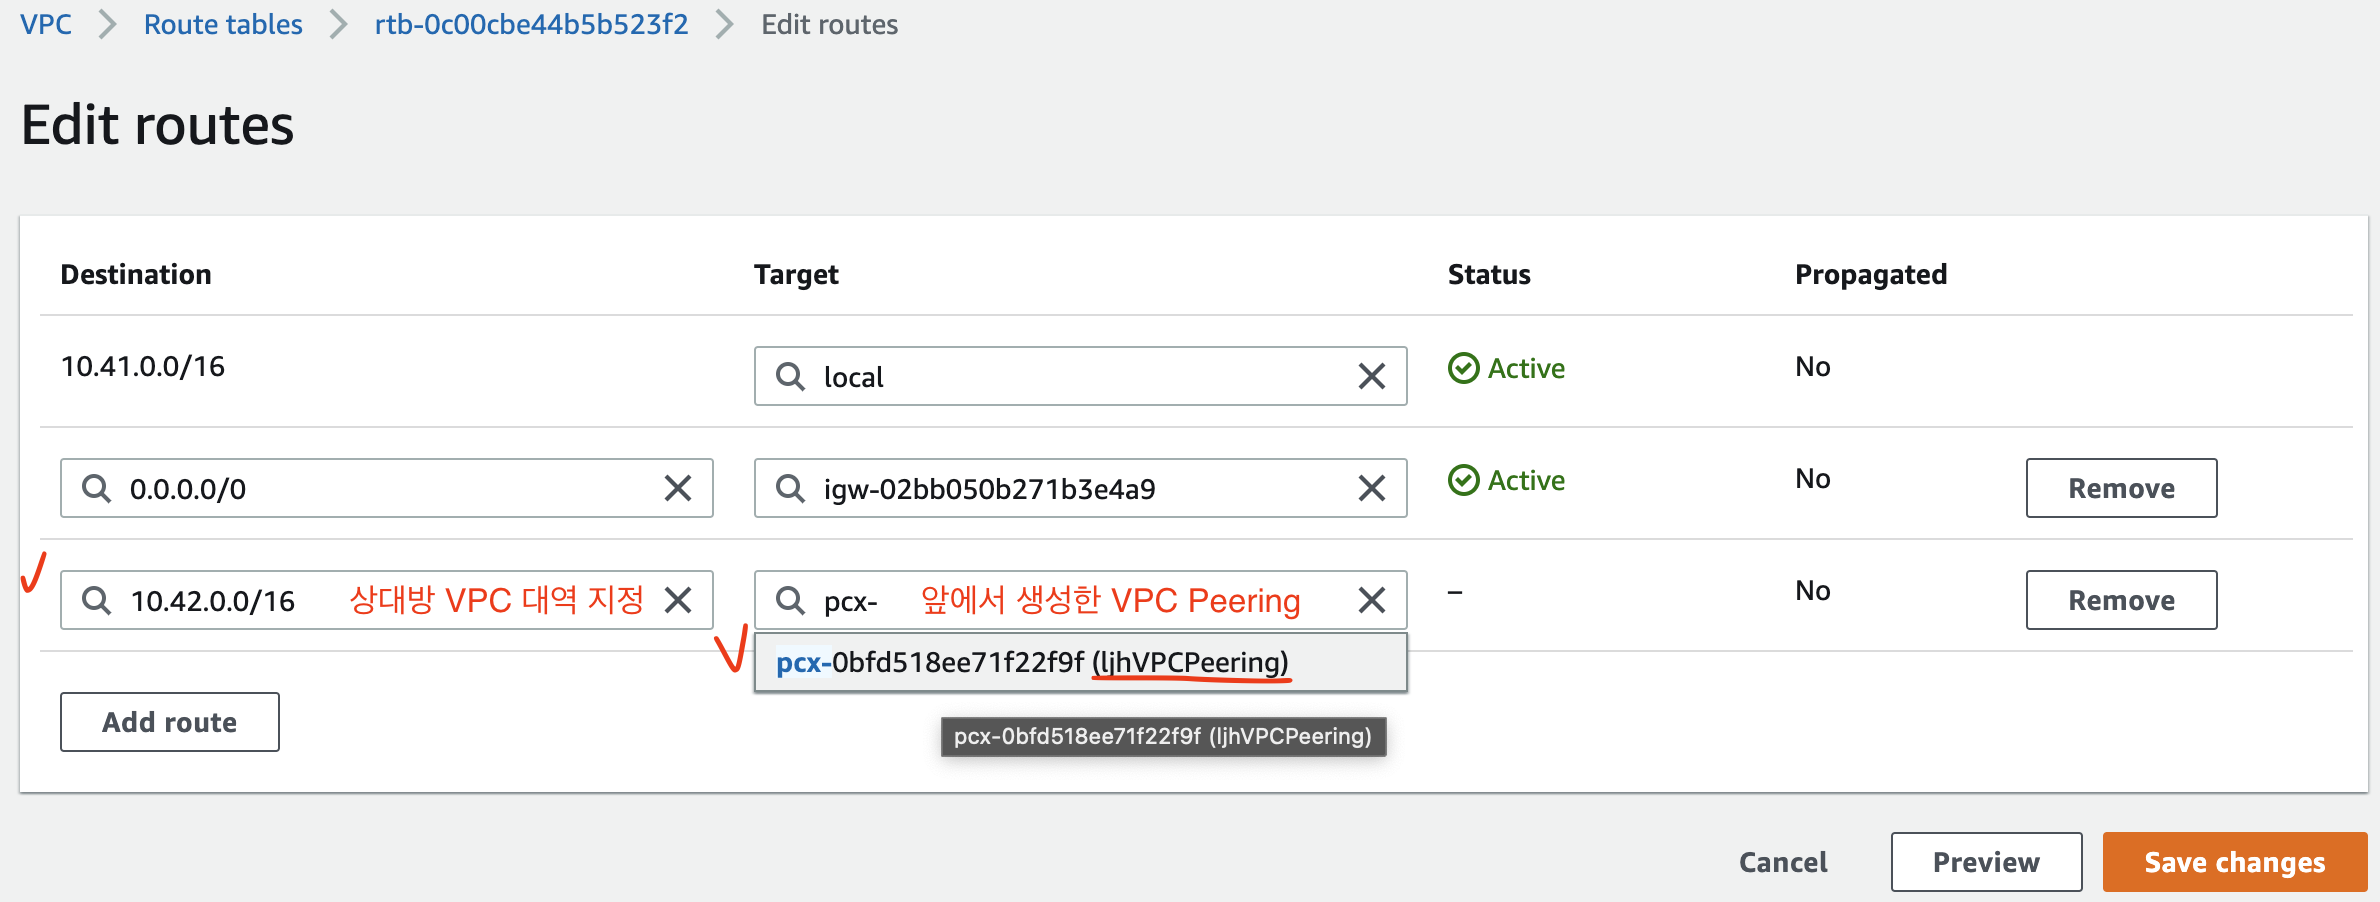 VPC > Route tables > rtb-0c00cbe44b5b523f2 > Edit routes
Edit routes
Destination Target Status Propagated
10.41.0.0/16 local Active No
0.0.0.0/0 igw-02bb050b271b3e4a9 Active No Remove
10.42.0.0/16 상대방 VPC 대역 지정 pcx- 앞에서 생성한 VPC Peering – No Remove
pcx-0bfd518ee71f22f9f (ljhVPCPeering)
Add route
pcx-0bfd518ee71f22f9f (ljhVPCPeering)
Cancel Preview Save changes